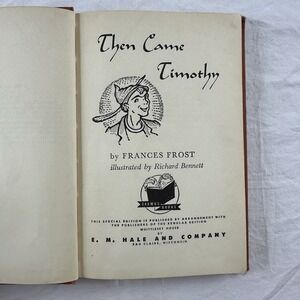 Then Came
Timothy
by FRANCES FROST
illustrated by Richard Bennett
CADMUS
BOOKS
THIS SPECIAL EDITION IS PUBLISHED BY ARRANGEMENT WITH
THE PUBLISHERS OF THE REGULAR EDITION
WHITTLESEY HOUSE
BY
E. M. HALE AND COMPANY
EAU CLAIRE, WISCONSIN